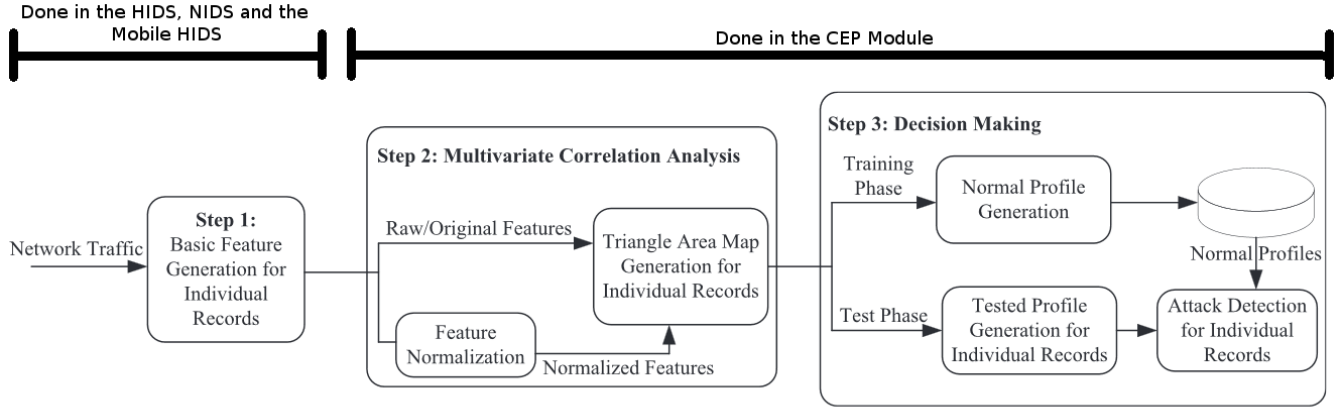 Done in the HIDS, NIDS and the
Mobile HIDS
Done in the CEP Module
Network Traffic
Step 1:
Basic Feature
Generation for
Individual
Records
Step 2: Multivariate Correlation Analysis
Raw/Original Features
Triangle Area Map
Generation for
Individual Records
Feature
Normalization
Normalized Features
Step 3: Decision Making
Training
Phase
Normal Profile
Generation
Normal Profiles
Test Phase
Tested Profile
Generation for
Individual Records
Attack Detection
for Individual
Records